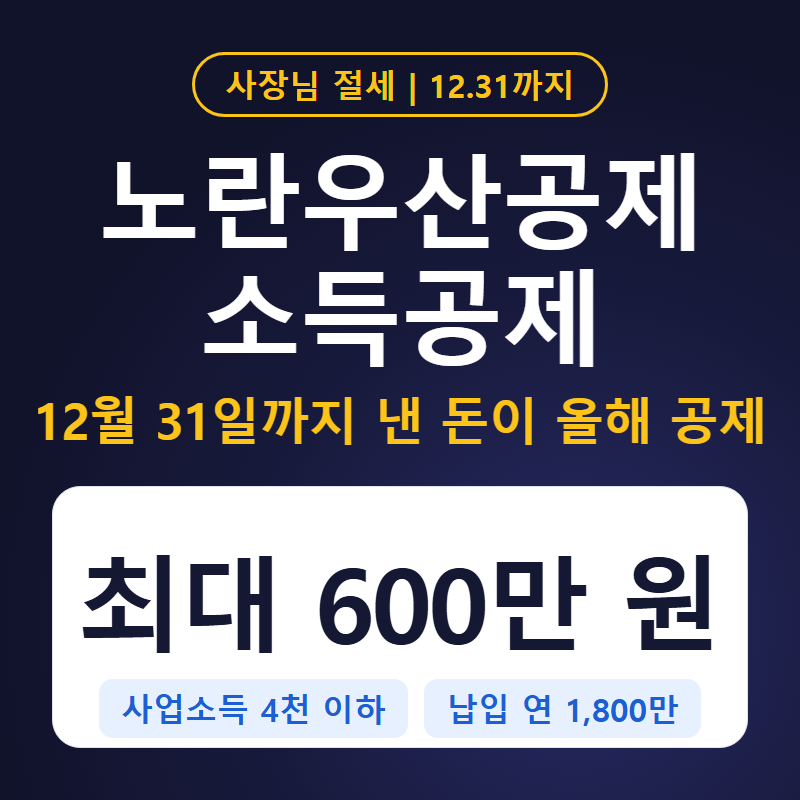 사장님 절세 | 12.31까지
노란우산공제
소득공제
12월 31일까지 낸 돈이 올해 공제
최대 600만 원
사업소득 4천 이하
납입 연 1,800만